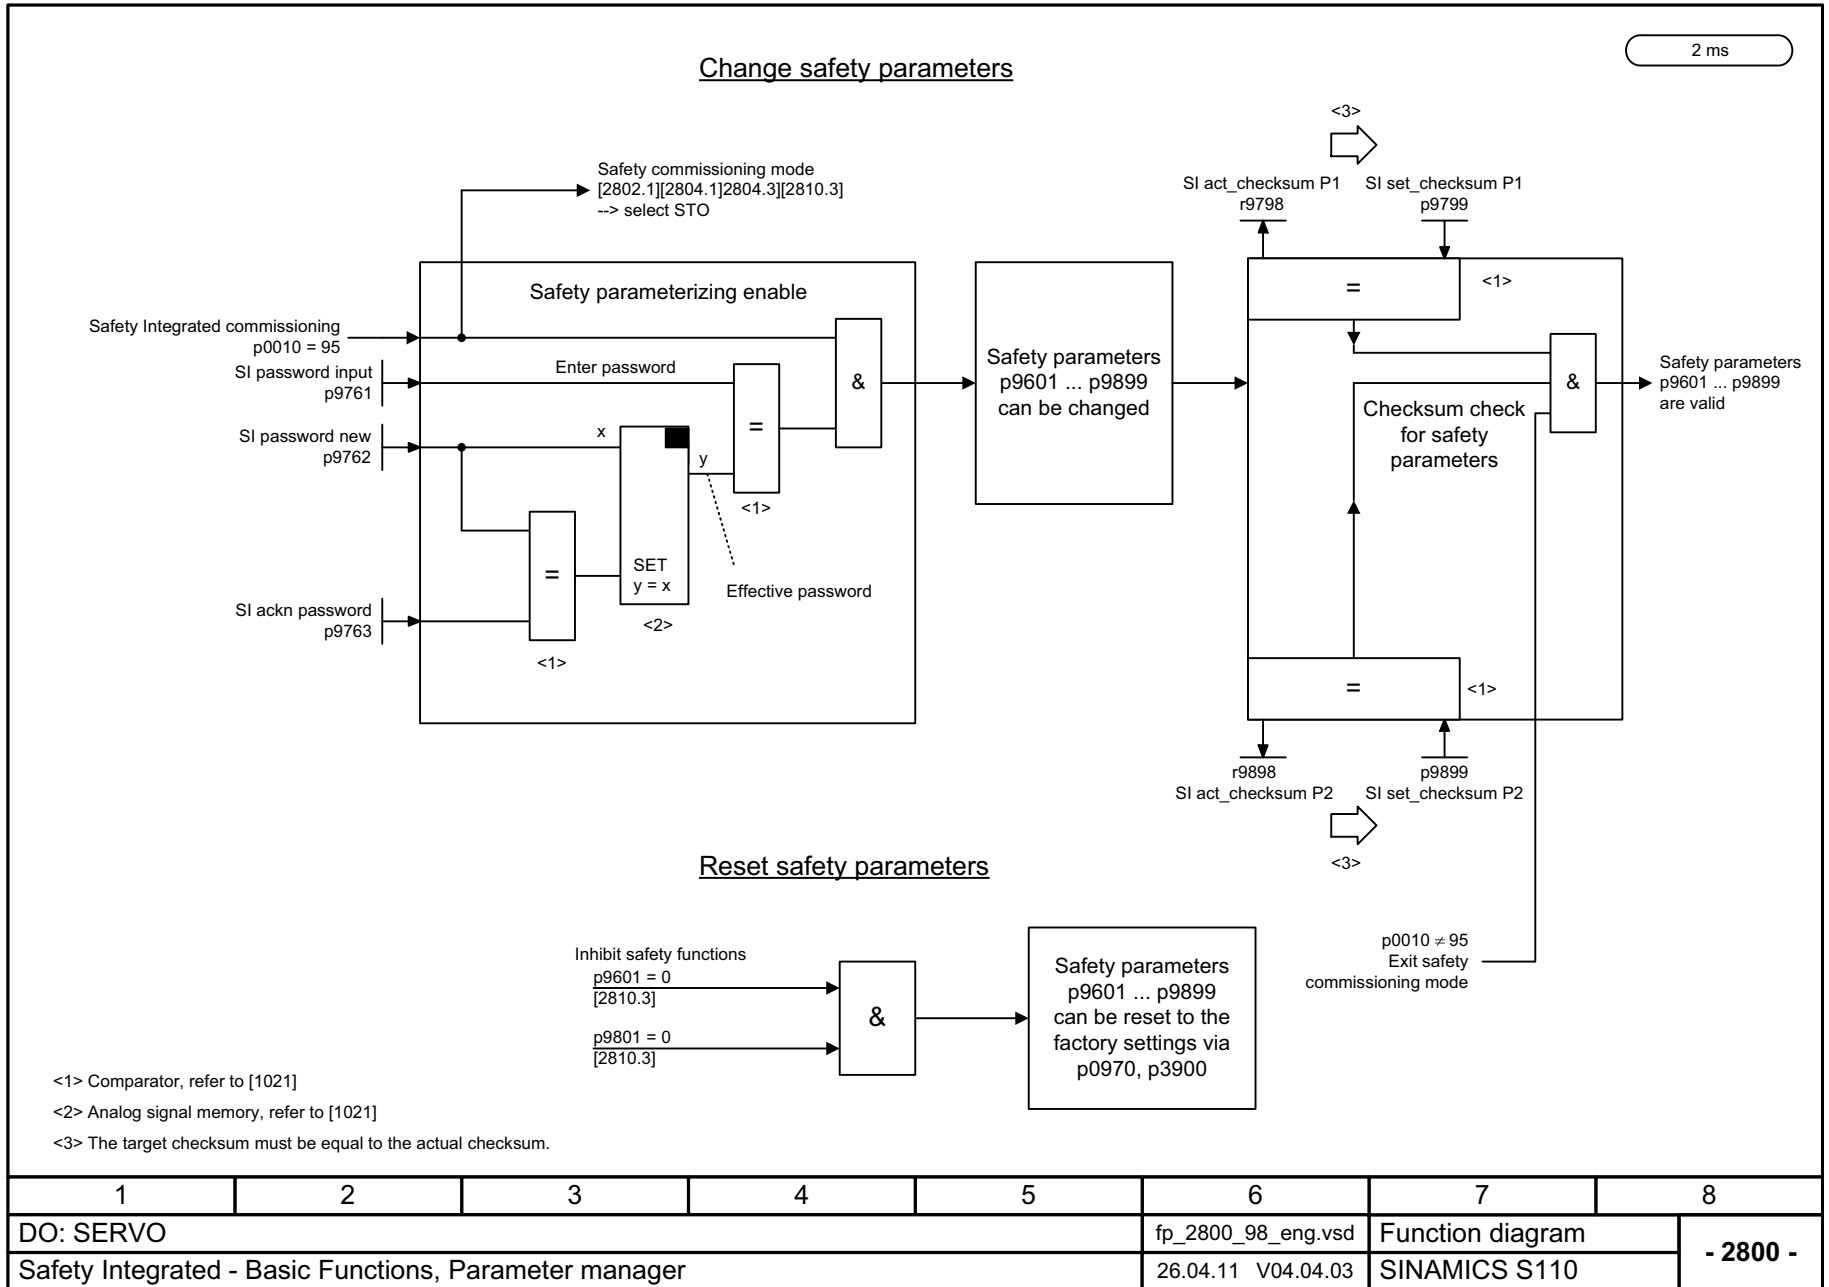 2 ms
Change safety parameters
<3>
Safety commissioning mode
[2802.1][2804.1]2804.3][2810.3]
--> select STO
SI act_checksum P1
r9798
SI set_checksum P1
p9799
Safety parameterizing enable
=
<1>
Safety Integrated commissioning
p0010 = 95
SI password input
p9761
Enter password
&
=
<1>
Safety parameters
p9601 ... p9899
can be changed
&
Safety parameters
p9601 ... p9899
are valid
Checksum check
for safety
parameters
SI password new
p9762
x
y
SET
y = x
<2>
Effective password
=
<1>
SI ackn password
p9763
=
<1>
r9898
SI act_checksum P2
p9899
SI set_checksum P2
<3>
Reset safety parameters
p0010 ≠ 95
Exit safety
commissioning mode
Inhibit safety functions
p9601 = 0
[2810.3]
p9801 = 0
[2810.3]
&
Safety parameters
p9601 ... p9899
can be reset to the
factory settings via
p0970, p3900
<1> Comparator, refer to [1021]
<2> Analog signal memory, refer to [1021]
<3> The target checksum must be equal to the actual checksum.
1 2 3 4 5 6 7 8
DO: SERVO
fp_2800_98_eng.vsd
Function diagram
- 2800 -
Safety Integrated - Basic Functions, Parameter manager
26.04.11 V04.04.03
SINAMICS S110